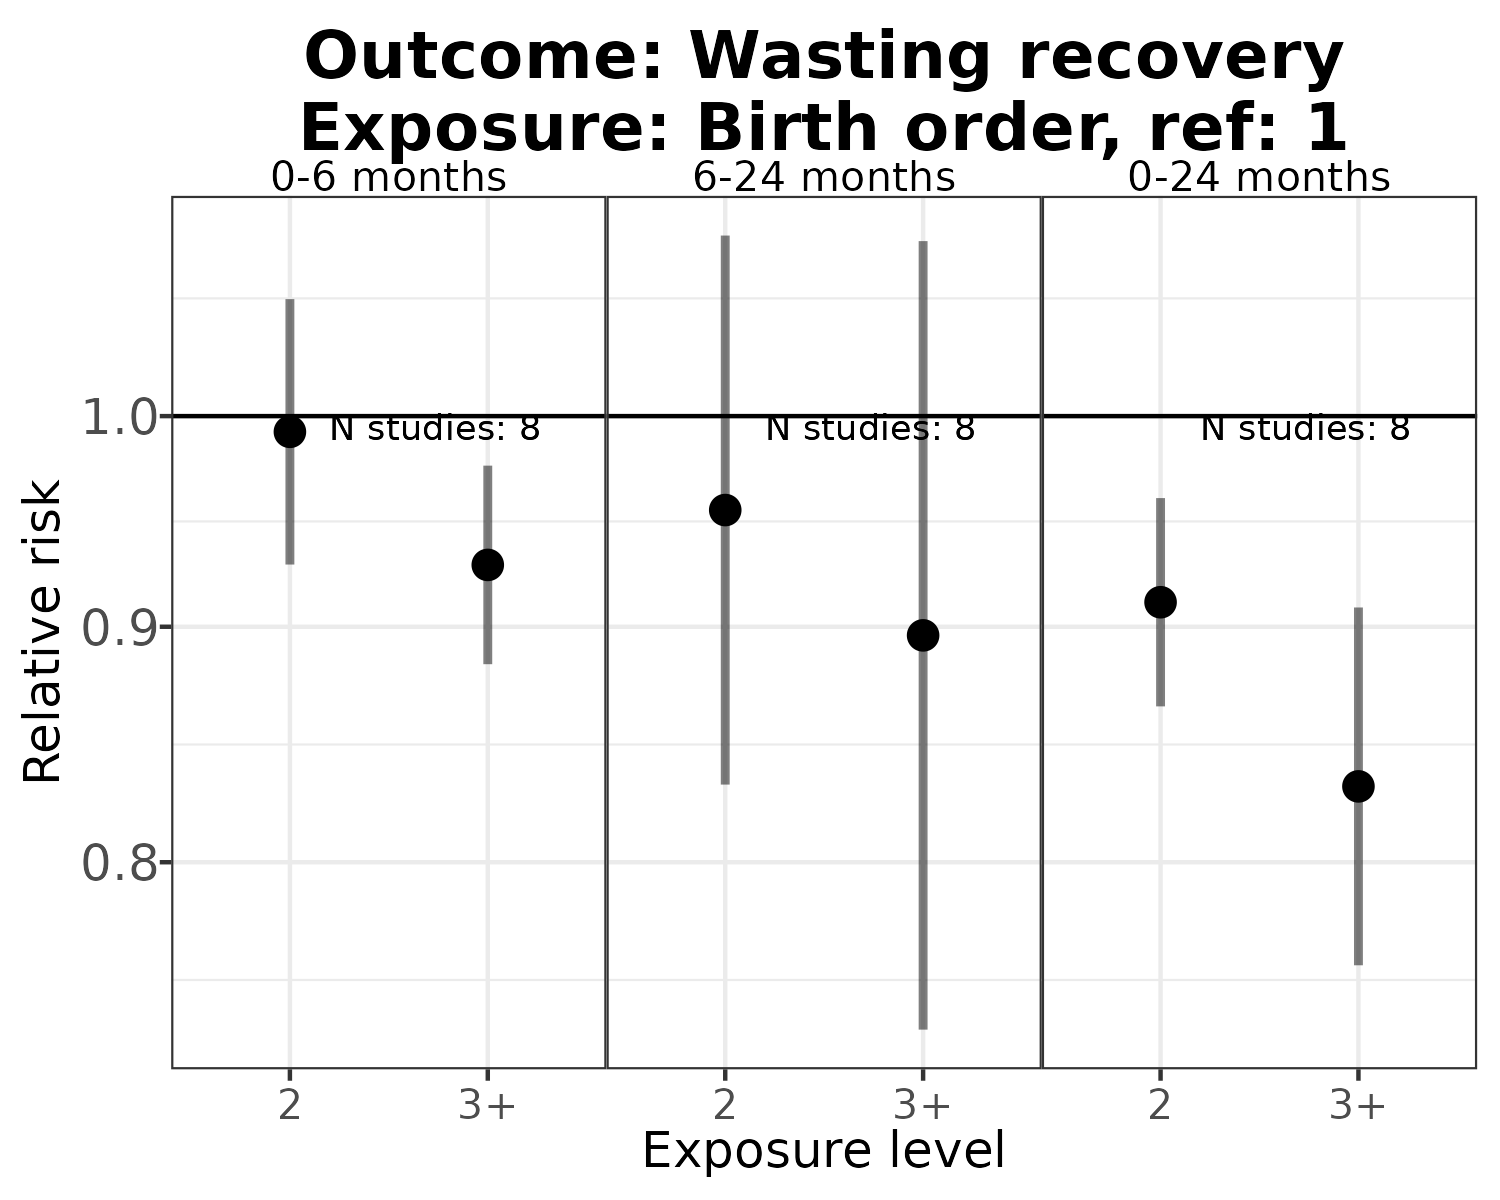 Outcome: Wasting recovery
Exposure: Birth order, ref: 1
0-6 months
6-24 months
0-24 months
Relative risk
1.0
0.9
0.8
N studies: 8
N studies: 8
N studies: 8
2
3+
2
3+
2
3+
Exposure level